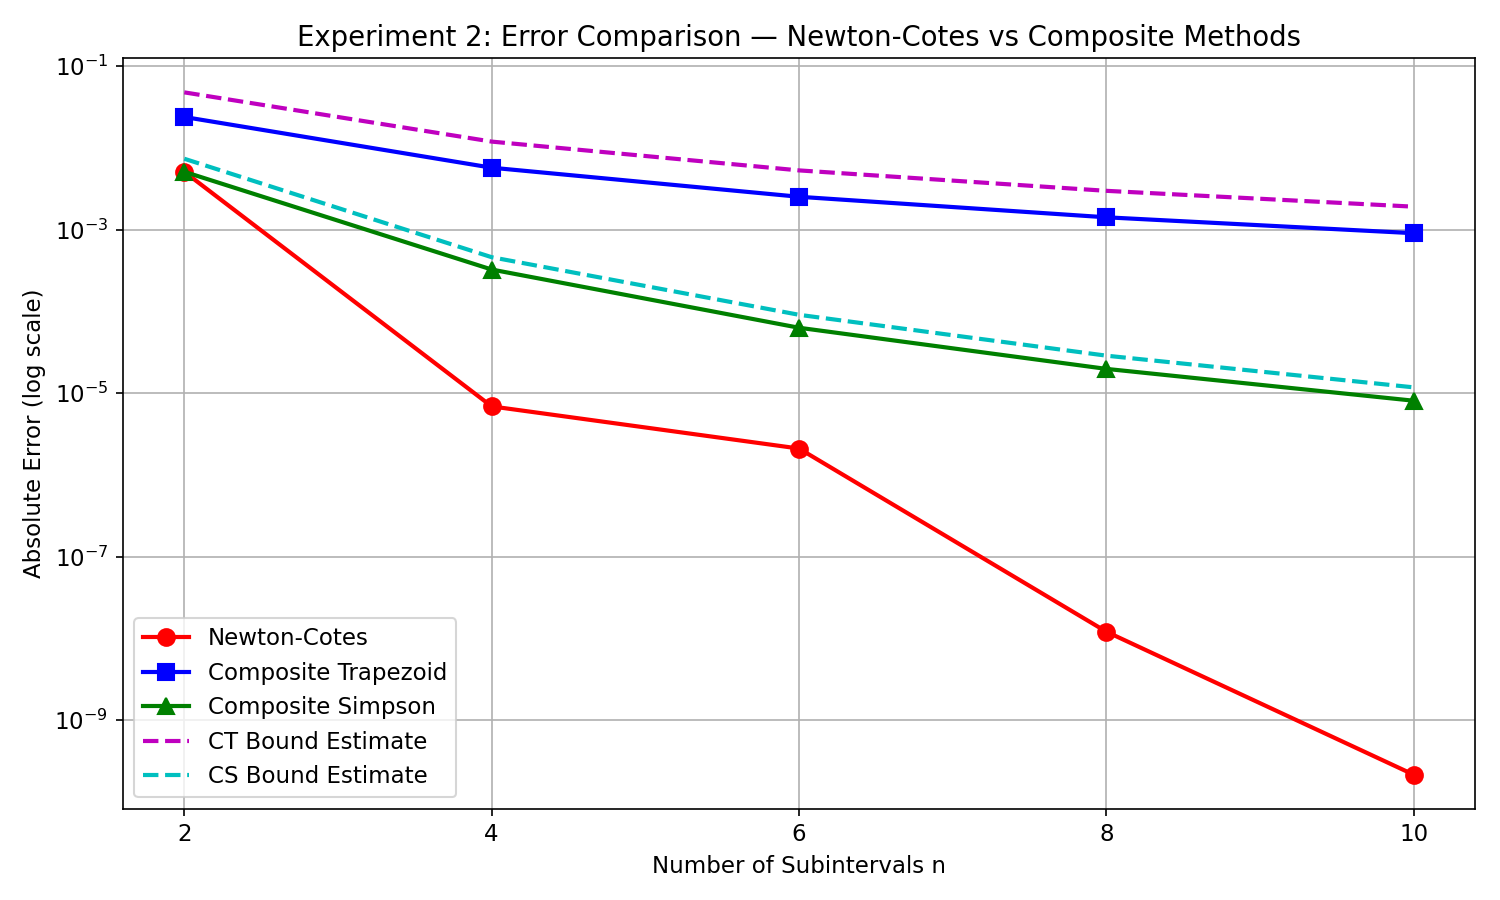 Experiment 2: Error Comparison — Newton-Cotes vs Composite Methods
Absolute Error (log scale)
10⁻¹
10⁻³
10⁻⁵
10⁻⁷
10⁻⁹
Newton-Cotes
Composite Trapezoid
Composite Simpson
CT Bound Estimate
CS Bound Estimate
2 4 6 8 10
Number of Subintervals n